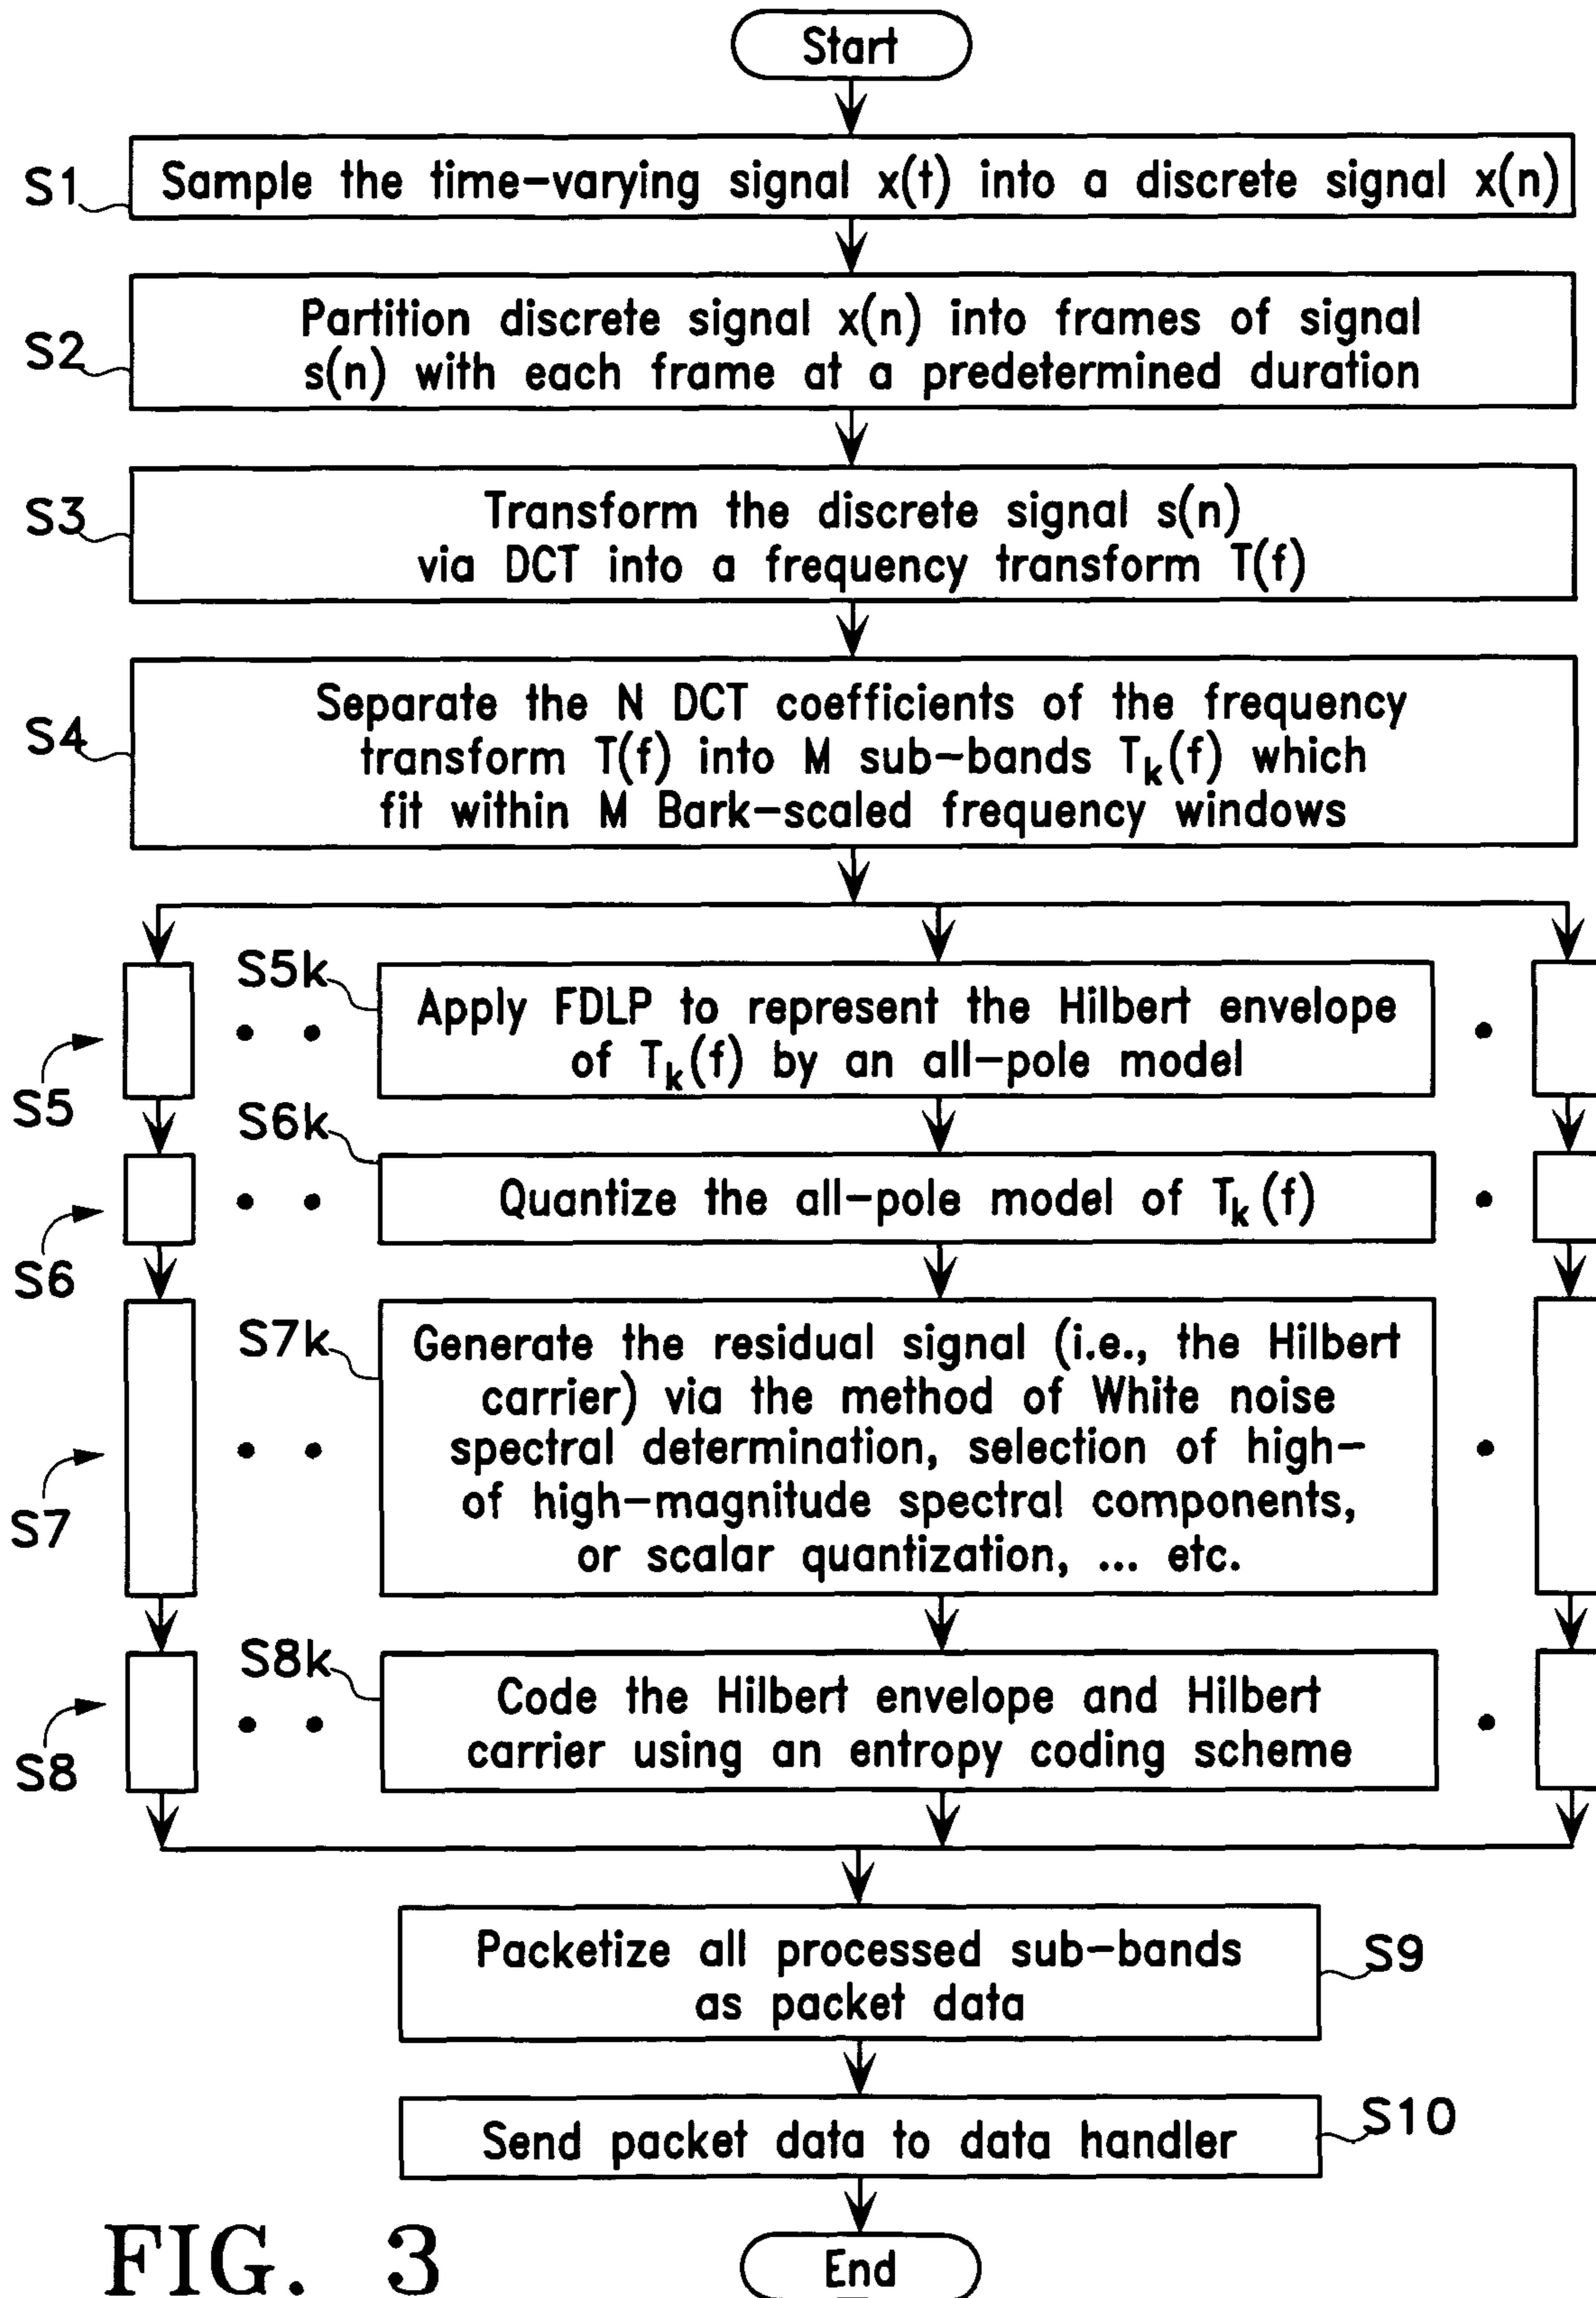 Start
S1
Sample the time-varying signal x(t) into a discrete signal x(n)
S2
Partition discrete signal x(n) into frames of signal
s(n) with each frame at a predetermined duration
S3
Transform the discrete signal s(n)
via DCT into a frequency transform T(f)
S4
Separate the N DCT coefficients of the frequency
transform T(f) into M sub-bands Tk(f) which
fit within M Bark-scaled frequency windows
S5
S5k
Apply FDLP to represent the Hilbert envelope
of Tk(f) by an all-pole model
S6
S6k
Quantize the all-pole model of Tk(f)
S7
S7k
Generate the residual signal (i.e., the Hilbert
carrier) via the method of White noise
spectral determination, selection of high-
of high-magnitude spectral components,
or scalar quantization, ... etc.
S8
S8k
Code the Hilbert envelope and Hilbert
carrier using an entropy coding scheme
Packetize all processed sub-bands
as packet data
S9
Send packet data to data handler
S10
End
FIG. 3